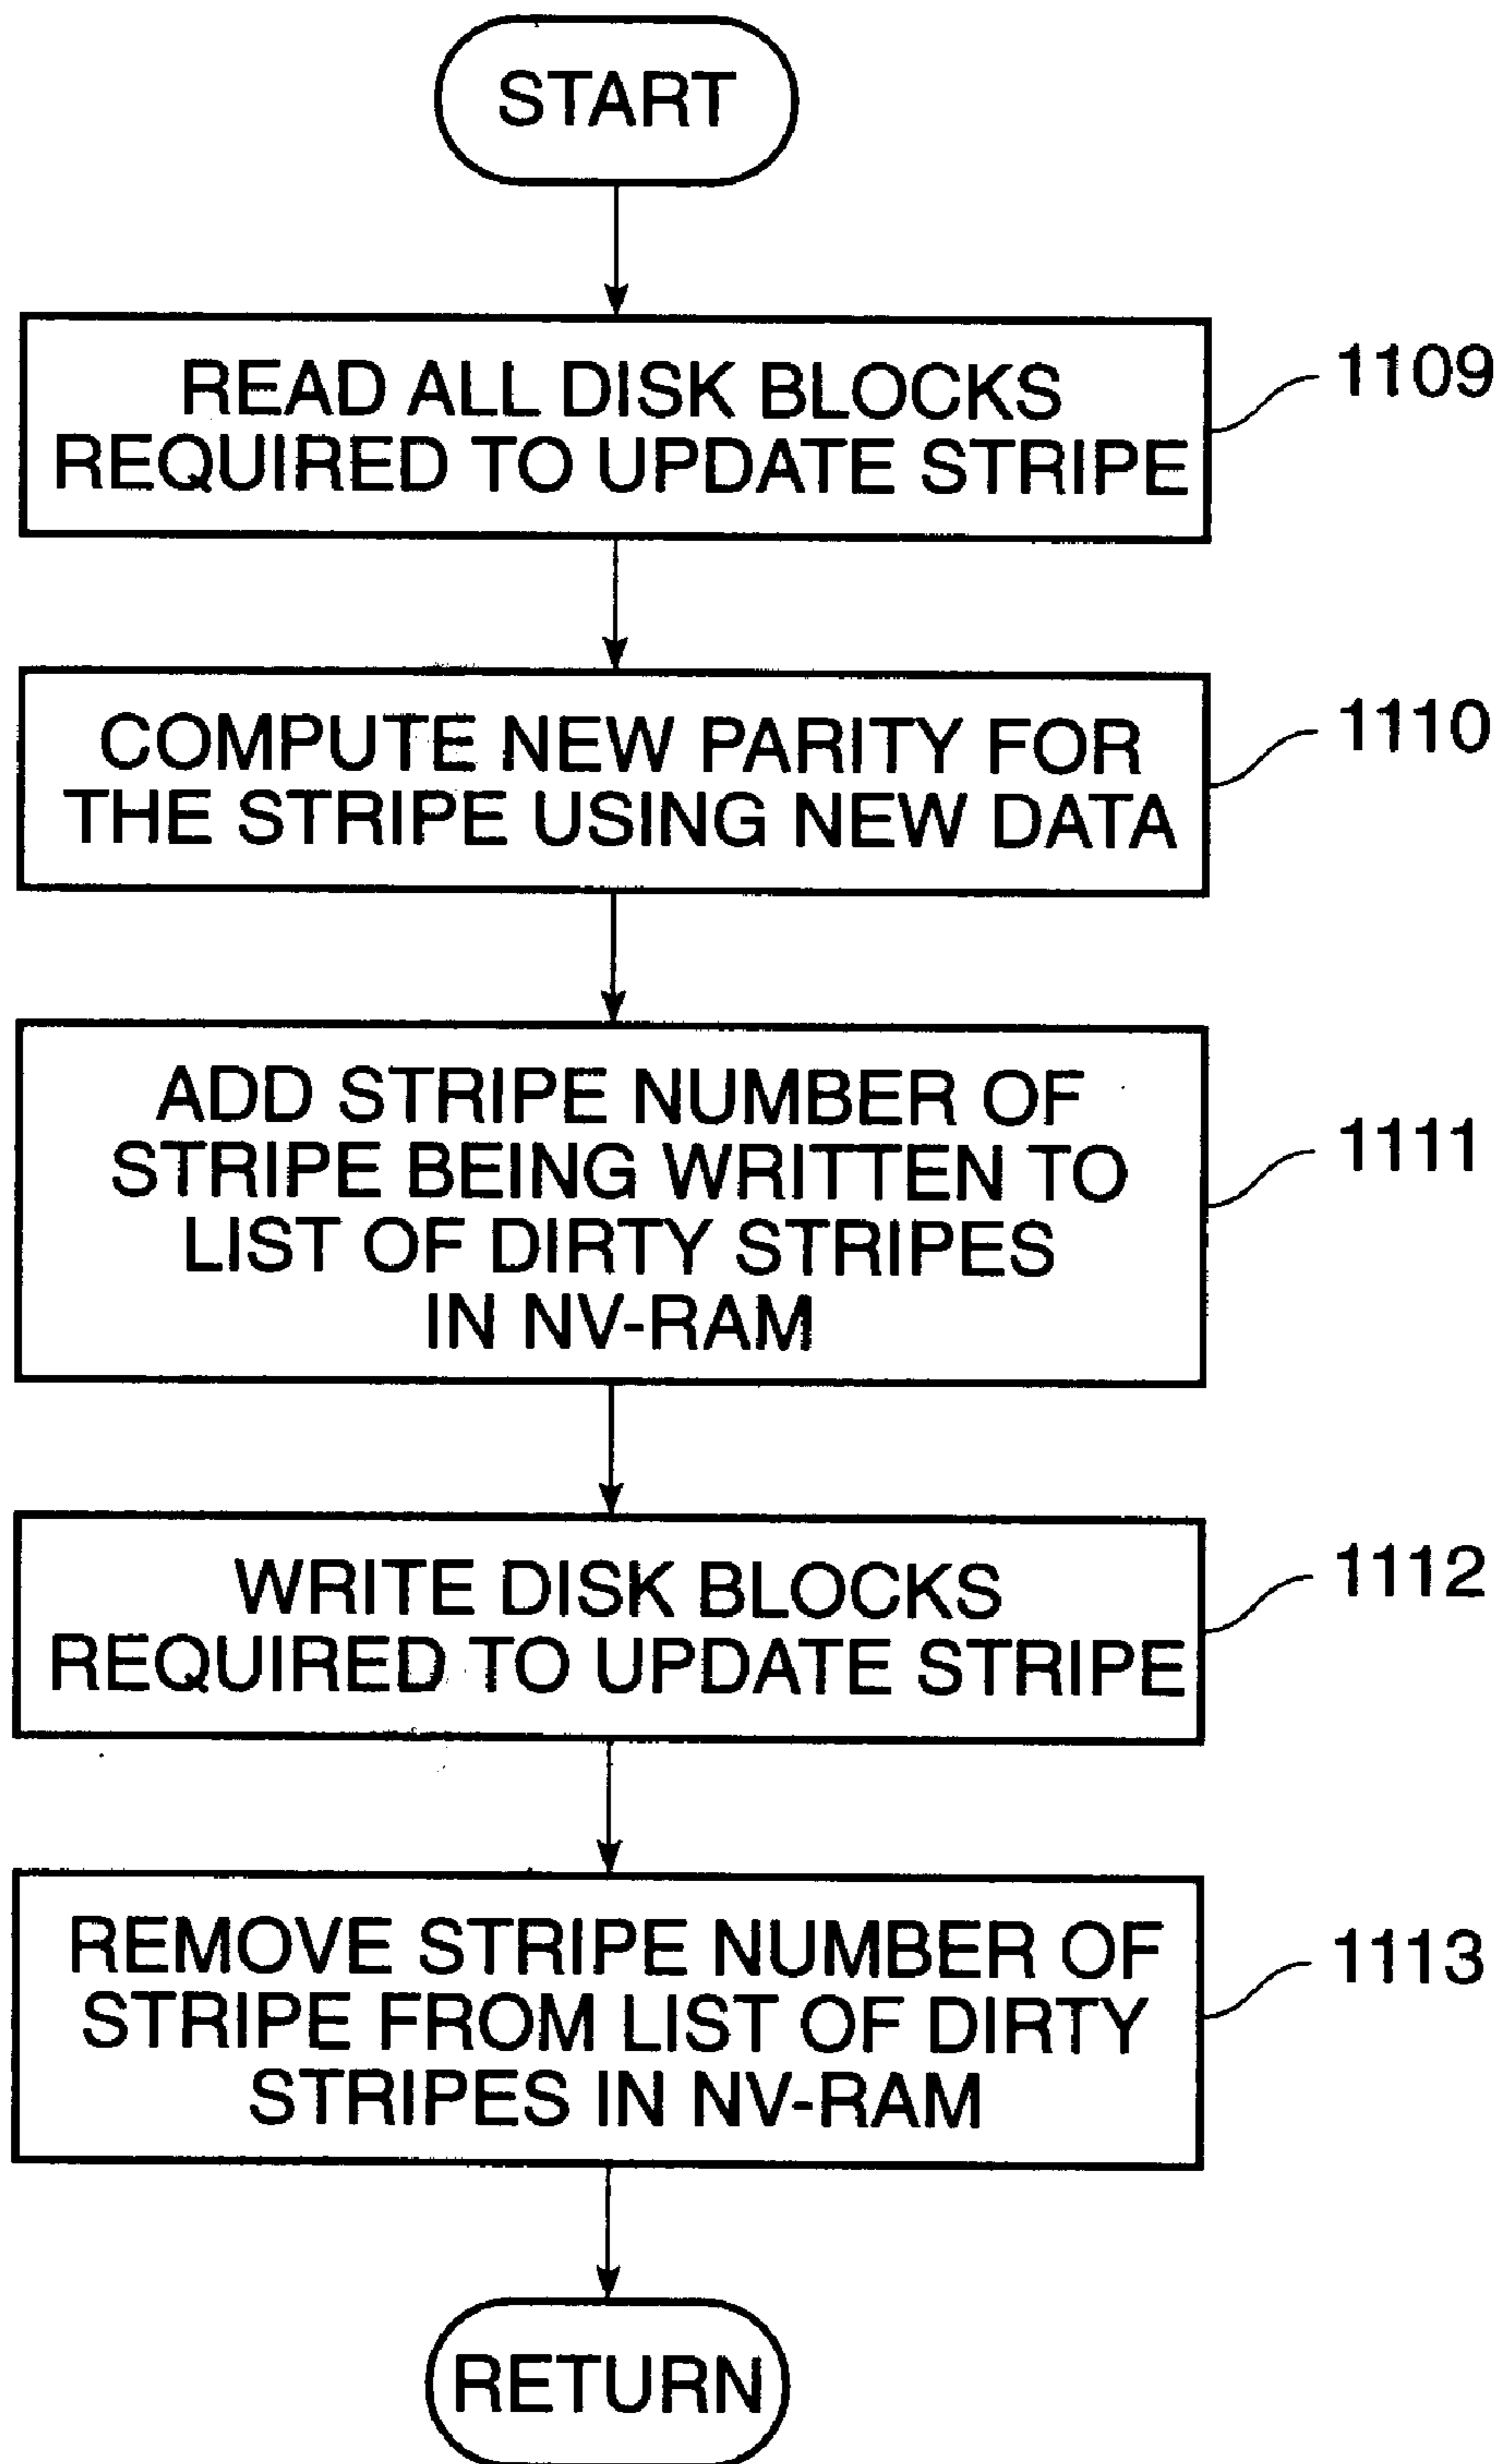 START
READ ALL DISK BLOCKS
REQUIRED TO UPDATE STRIPE
1109
COMPUTE NEW PARITY FOR
THE STRIPE USING NEW DATA
1110
ADD STRIPE NUMBER OF
STRIPE BEING WRITTEN TO
LIST OF DIRTY STRIPES
IN NV-RAM
1111
WRITE DISK BLOCKS
REQUIRED TO UPDATE STRIPE
1112
REMOVE STRIPE NUMBER OF
STRIPE FROM LIST OF DIRTY
STRIPES IN NV-RAM
1113
RETURN